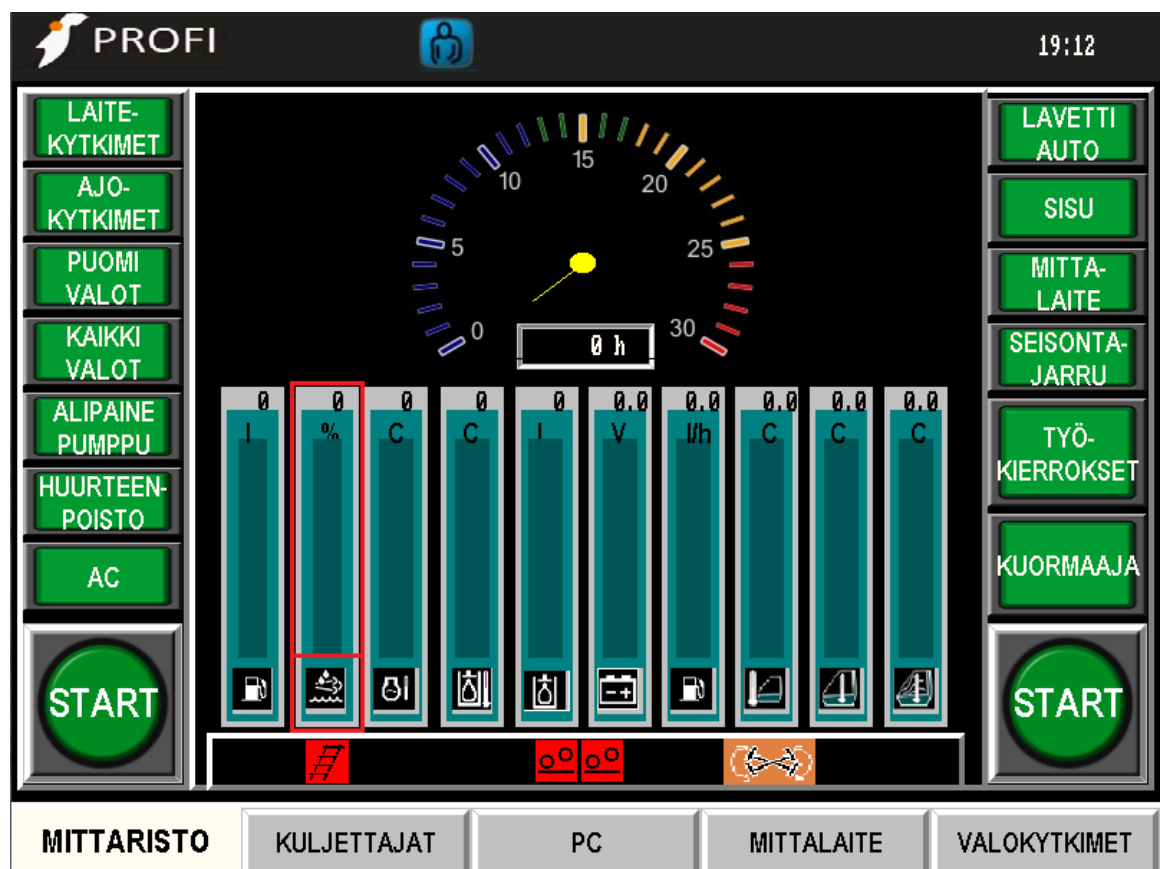 PROFI
19:12
LAITE-
KYTKIMET
AJO-
KYTKIMET
PUOMI
VALOT
KAIKKI
VALOT
ALIPAINE
PUMPPU
HUURTEEN-
POISTO
AC
START
0
5
10
15
20
25
30
0 h
0 0 0 0 0 0.0 0.0 0.0 0.0 0.0
l % C C l V l/h C C C
LAVETTI
AUTO
SISU
MITTA-
LAITE
SEISONTA-
JARRU
TYÖ-
KIERROKSET
KUORMAAJA
START
MITTARISTO KULJETTAJAT PC MITTALAITE VALOKYTKIMET